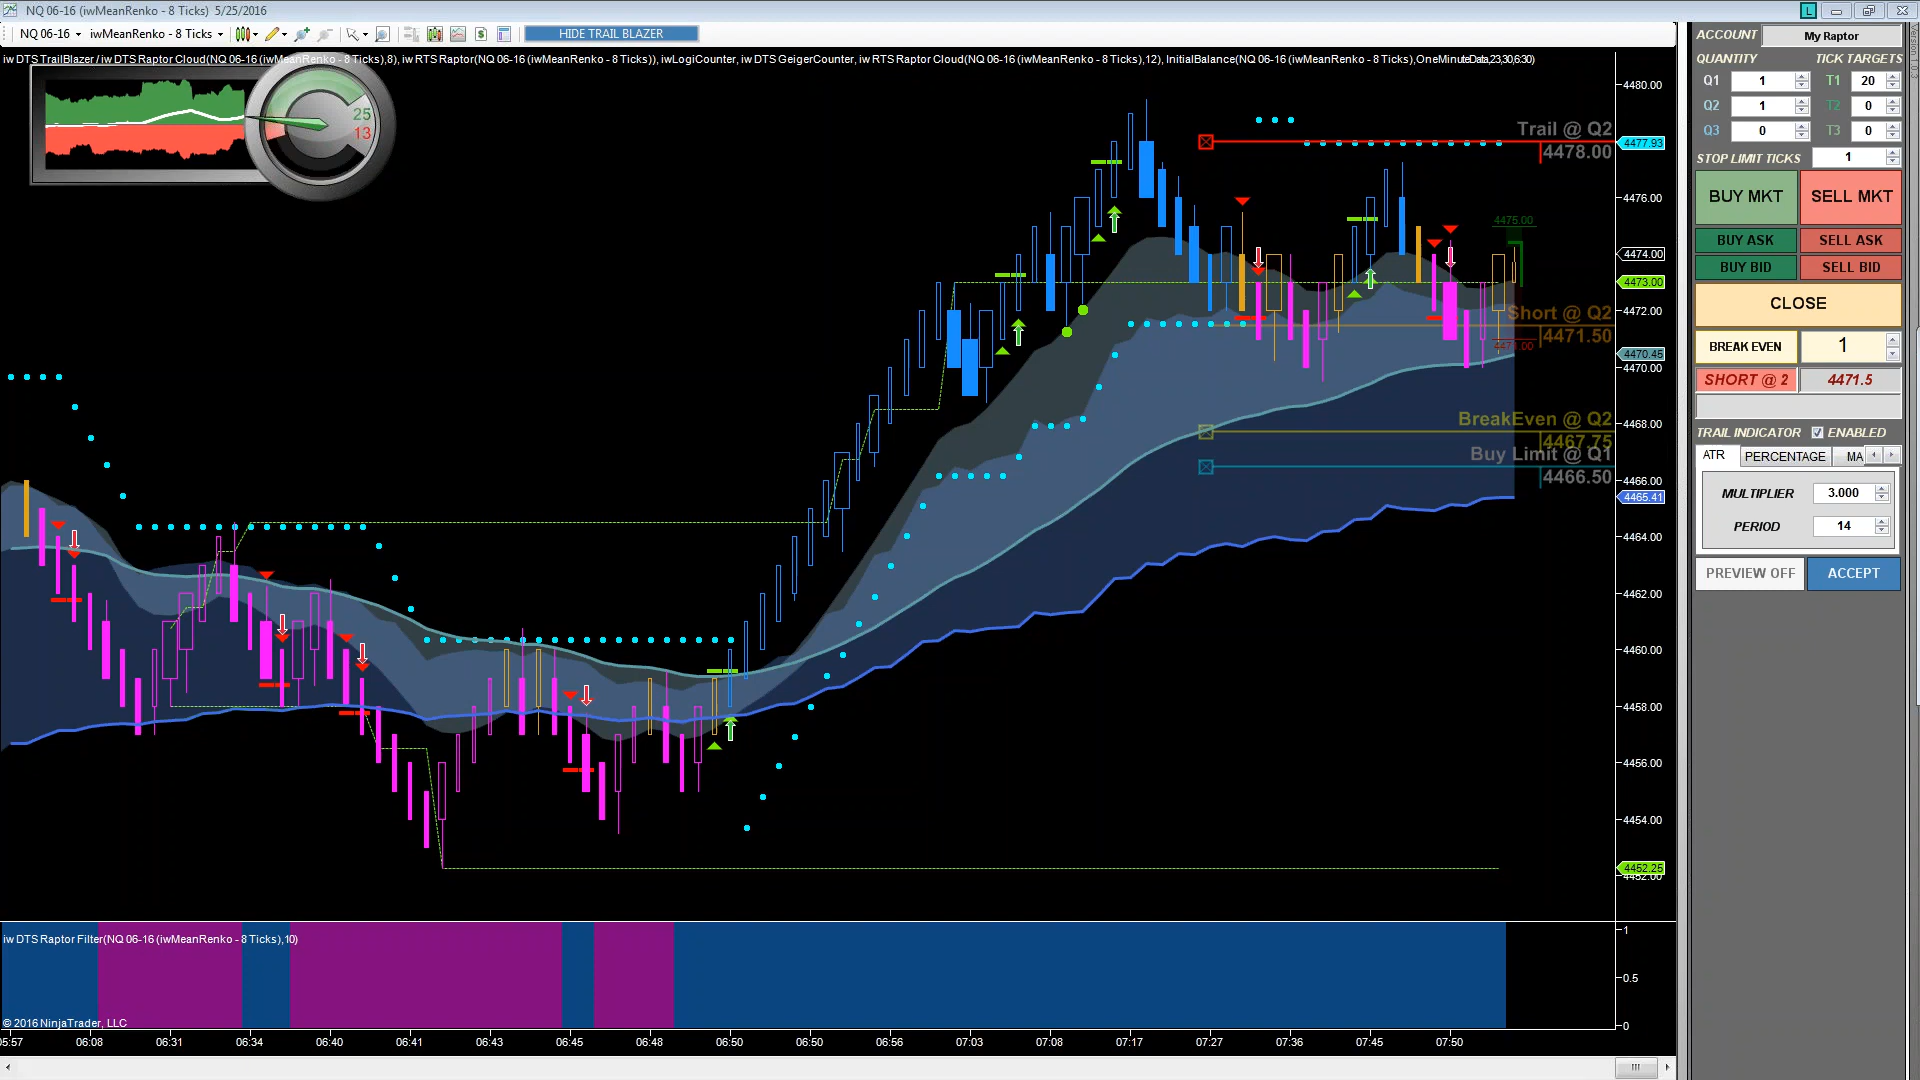 NQ 06-16 (iwMeanRenko - 8 Ticks) 5/25/2016
L
NQ 06-16 iwMeanRenko - 8 Ticks
HIDE TRAIL BLAZER
iw DTS TrailBlazer / iw DTS Raptor Cloud(NQ 06-16 (iwMeanRenko - 8 Ticks),8), iw RTS Raptor(NQ 06-16 (iwMeanRenko - 8 Ticks)), iwLogiCounter, iw DTS GeigerCounter, iw RTS Raptor Cloud(NQ 06-16 (iwMeanRenko - 8 Ticks),12), InitialBalance(NQ 06-16 (iwMeanRenko - 8 Ticks),OneMinuteData,23,30,6:30)
25
13
Trail @ Q2
4478.00
4475.00
Short @ Q2
4471.50
4471.00
BreakEven @ Q2
4467.75
Buy Limit @ Q1
4466.50
4480.00
4477.93
4476.00
4474.00
4473.00
4472.00
4470.45
4470.00
4468.00
4466.00
4465.41
4464.00
4462.00
4460.00
4458.00
4456.00
4454.00
4452.25
4452.00
iw DTS Raptor Filter(NQ 06-16 (iwMeanRenko - 8 Ticks),10)
1
0.5
0
© 2016 NinjaTrader, LLC
05:57 06:08 06:31 06:34 06:40 06:41 06:43 06:45 06:48 06:50 06:50 06:56 07:03 07:08 07:17 07:27 07:36 07:45 07:50
ACCOUNT My Raptor
QUANTITY TICK TARGETS
Q1 1 T1 20
Q2 1 T2 0
Q3 0 T3 0
STOP LIMIT TICKS 1
BUY MKT SELL MKT
BUY ASK SELL ASK
BUY BID SELL BID
CLOSE
BREAK EVEN 1
SHORT @ 2 4471.5
TRAIL INDICATOR ENABLED
ATR PERCENTAGE MA
MULTIPLIER 3.000
PERIOD 14
PREVIEW OFF ACCEPT